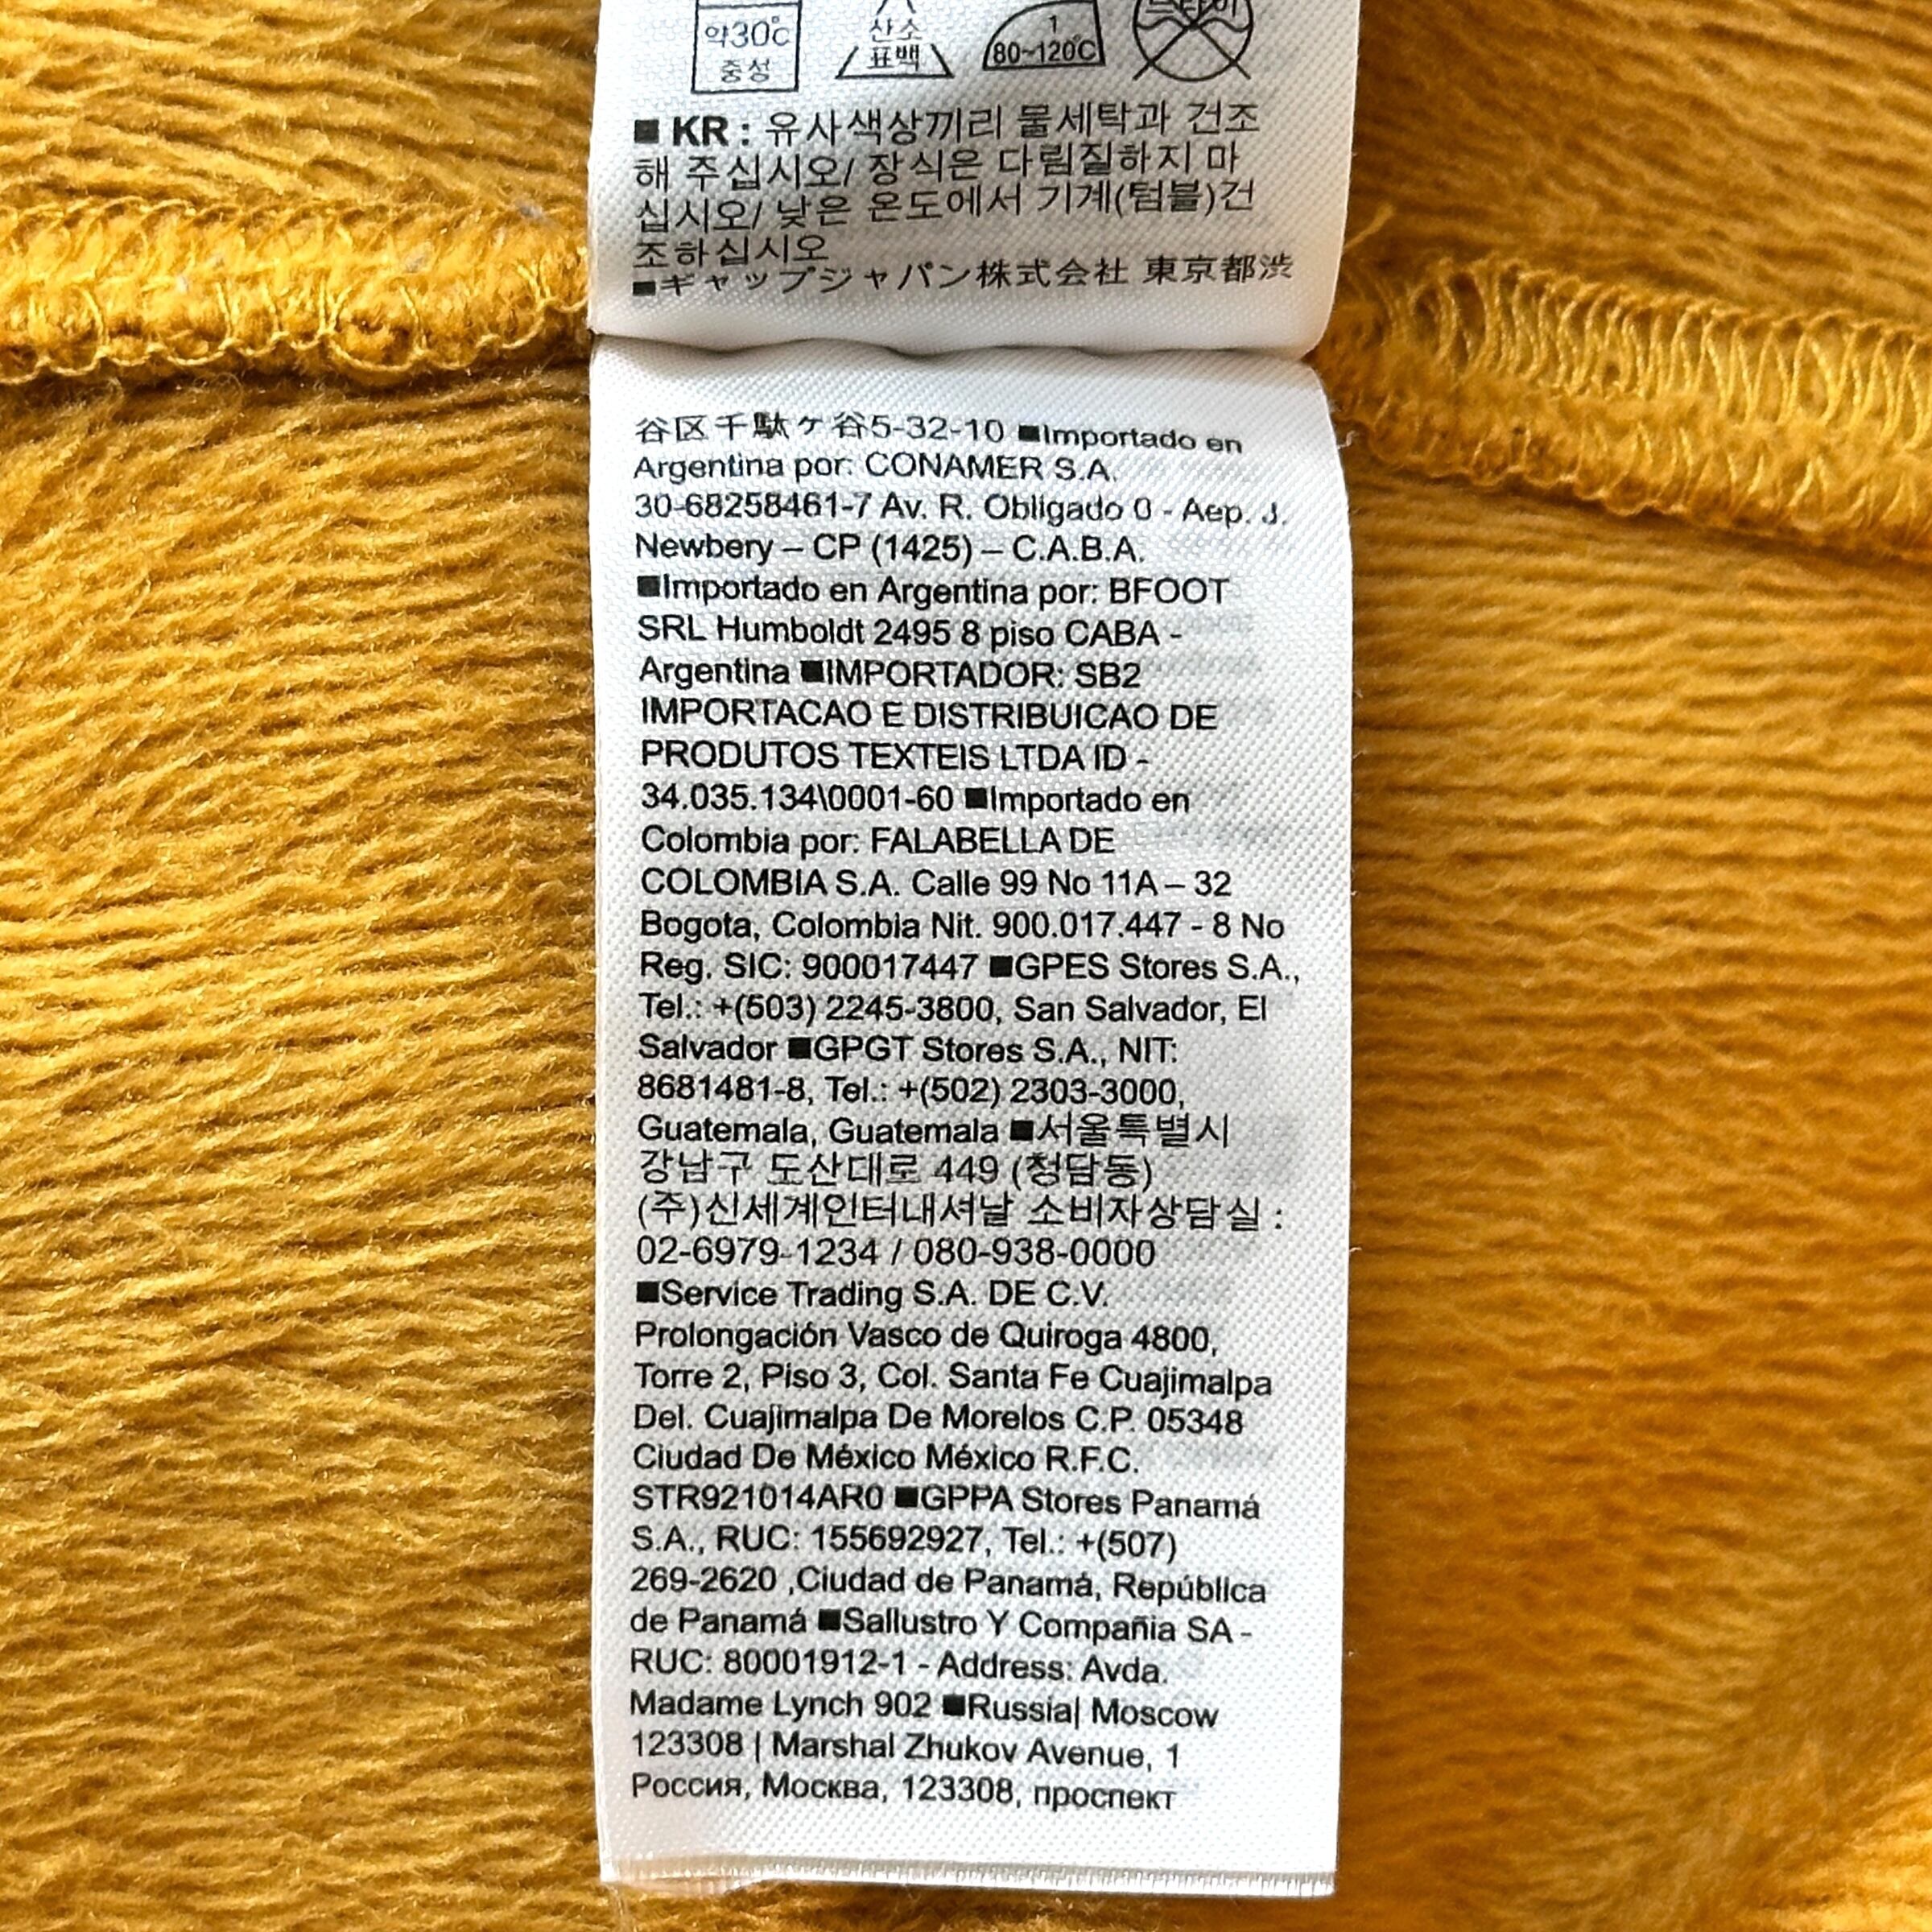 약30℃
중성
산소
표백
1
80~120℃
드라이
■ KR : 유사색상끼리 물세탁과 건조
해 주십시오/ 장식은 다림질하지 마
십시오/ 낮은 온도에서 기계(텀블)건
조하십시오
■ギャップジャパン株式会社 東京都渋
谷区千駄ヶ谷5-32-10 ■Importado en
Argentina por: CONAMER S.A.
30-68258461-7 Av. R. Obligado 0 - Aep. J.
Newbery – CP (1425) – C.A.B.A.
■Importado en Argentina por: BFOOT
SRL Humboldt 2495 8 piso CABA -
Argentina ■IMPORTADOR: SB2
IMPORTACAO E DISTRIBUICAO DE
PRODUTOS TEXTEIS LTDA ID -
34.035.134\0001-60 ■Importado en
Colombia por: FALABELLA DE
COLOMBIA S.A. Calle 99 No 11A – 32
Bogota, Colombia Nit. 900.017.447 - 8 No
Reg. SIC: 900017447 ■GPES Stores S.A.,
Tel.: +(503) 2245-3800, San Salvador, El
Salvador ■GPGT Stores S.A., NIT:
8681481-8, Tel.: +(502) 2303-3000,
Guatemala, Guatemala ■서울특별시
강남구 도산대로 449 (청담동)
(주)신세계인터내셔날 소비자상담실 :
02-6979-1234 / 080-938-0000
■Service Trading S.A. DE C.V.
Prolongación Vasco de Quiroga 4800,
Torre 2, Piso 3, Col. Santa Fe Cuajimalpa
Del. Cuajimalpa De Morelos C.P. 05348
Ciudad De México México R.F.C.
STR921014AR0 ■GPPA Stores Panamá
S.A., RUC: 155692927, Tel.: +(507)
269-2620 ,Ciudad de Panamá, República
de Panamá ■Sallustro Y Compañia SA -
RUC: 80001912-1 - Address: Avda.
Madame Lynch 902 ■Russia| Moscow
123308 | Marshal Zhukov Avenue, 1
Россия, Москва, 123308, проспект